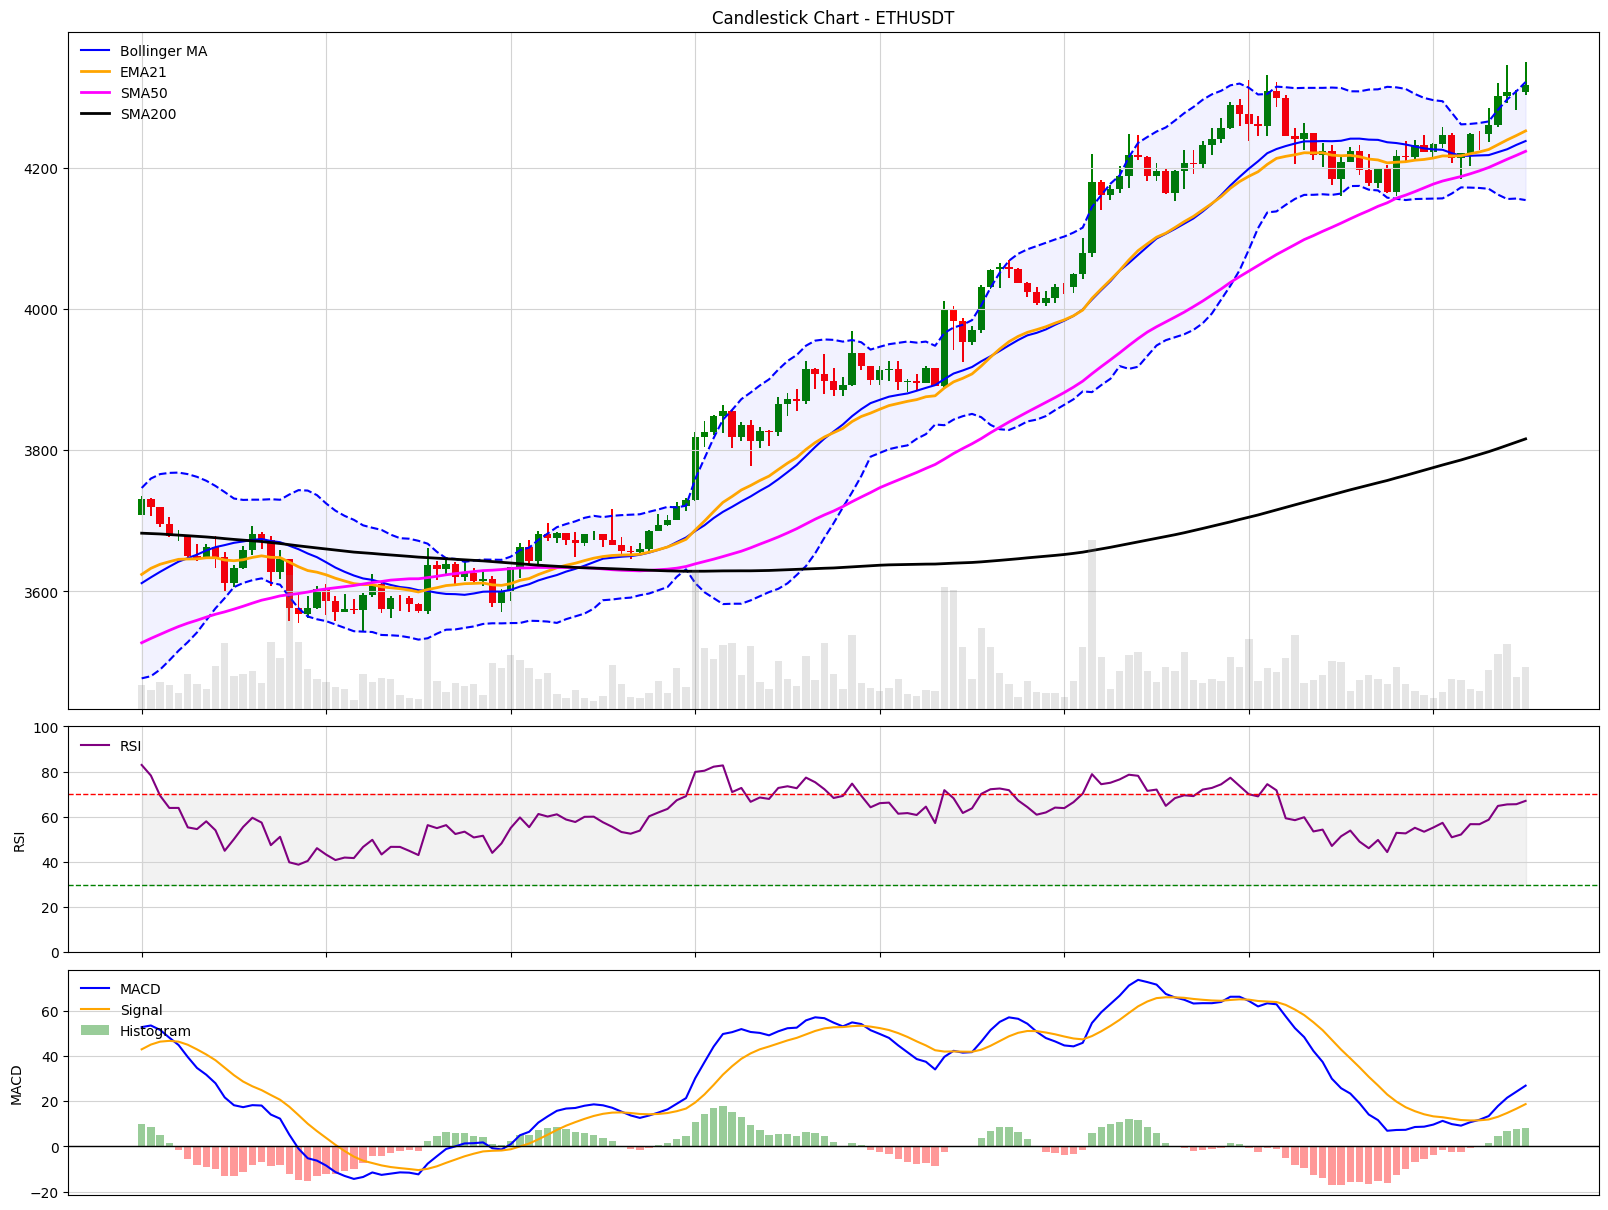 Candlestick Chart - ETHUSDT
Bollinger MA
EMA21
SMA50
SMA200
4200
4000
3800
3600
RSI
100
80
60
40
20
0
RSI
MACD
Signal
Histogram
60
40
20
0
−20
MACD